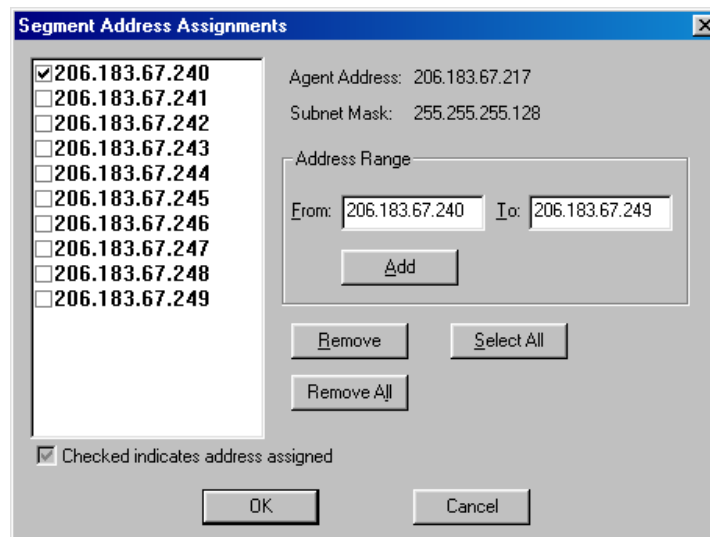 Segment Address Assignments
206.183.67.240
206.183.67.241
206.183.67.242
206.183.67.243
206.183.67.244
206.183.67.245
206.183.67.246
206.183.67.247
206.183.67.248
206.183.67.249
Agent Address: 206.183.67.217
Subnet Mask: 255.255.255.128
Address Range
From: 206.183.67.240 To: 206.183.67.249
Add
Remove Select All
Remove All
Checked indicates address assigned
OK Cancel